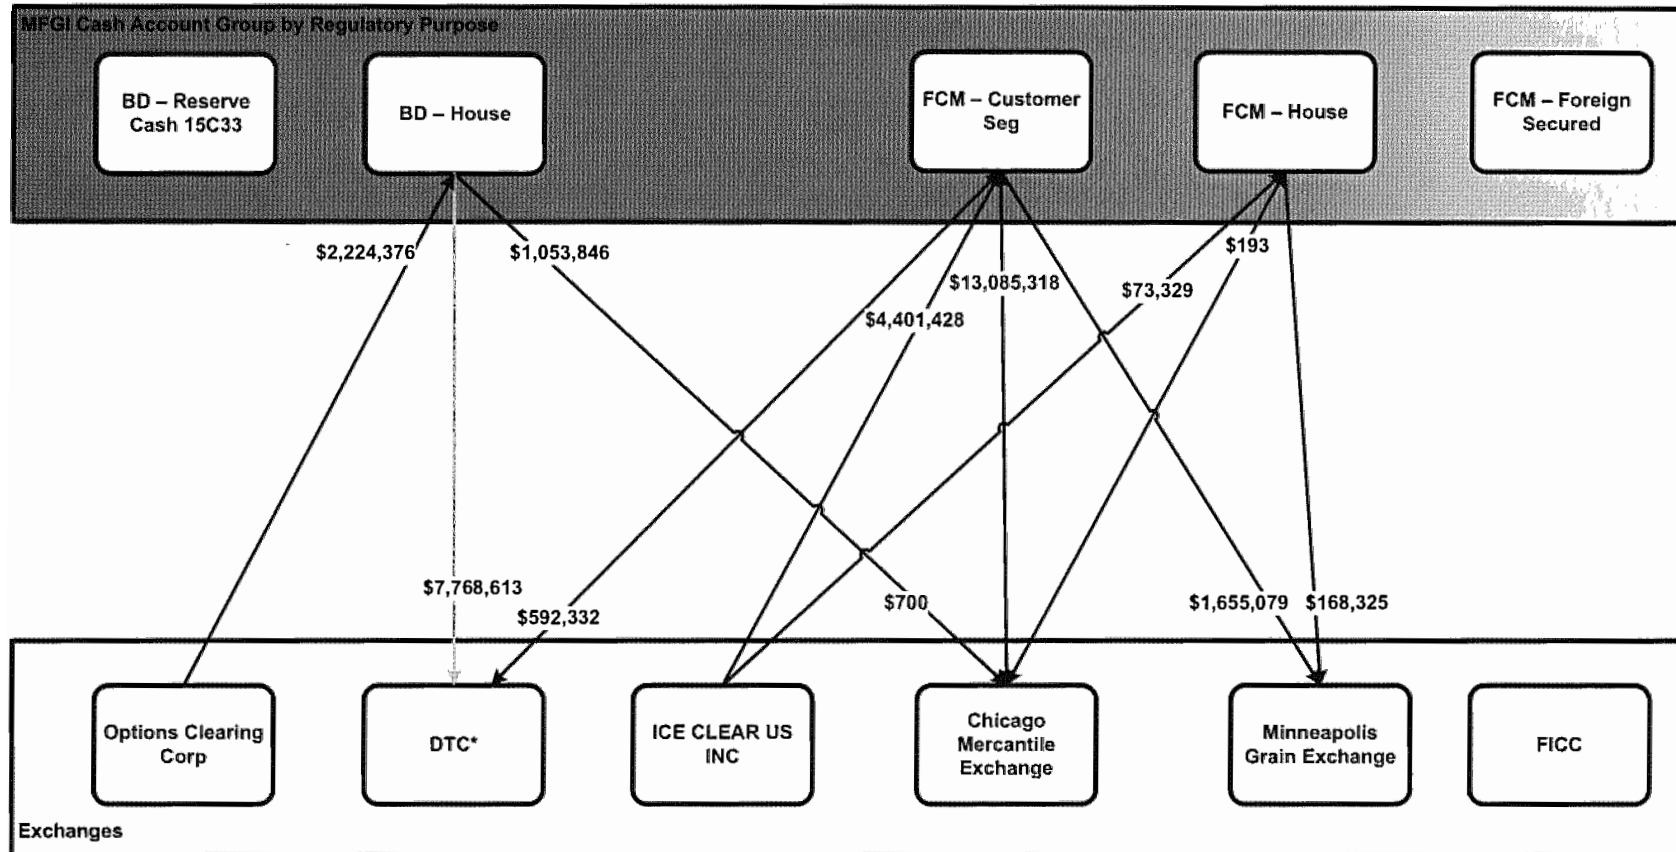 MFGI Cash Account Group by Regulatory Purpose
BD – Reserve
Cash 15C33
BD – House
FCM – Customer
Seg
FCM – House
FCM – Foreign
Secured
$2,224,376
$1,053,846
$193
$13,085,318
$73,329
$4,401,428
$7,768,613
$592,332
$700
$1,655,079
$168,325
Options Clearing
Corp
DTC*
ICE CLEAR US
INC
Chicago
Mercantile
Exchange
Minneapolis
Grain Exchange
FICC
Exchanges